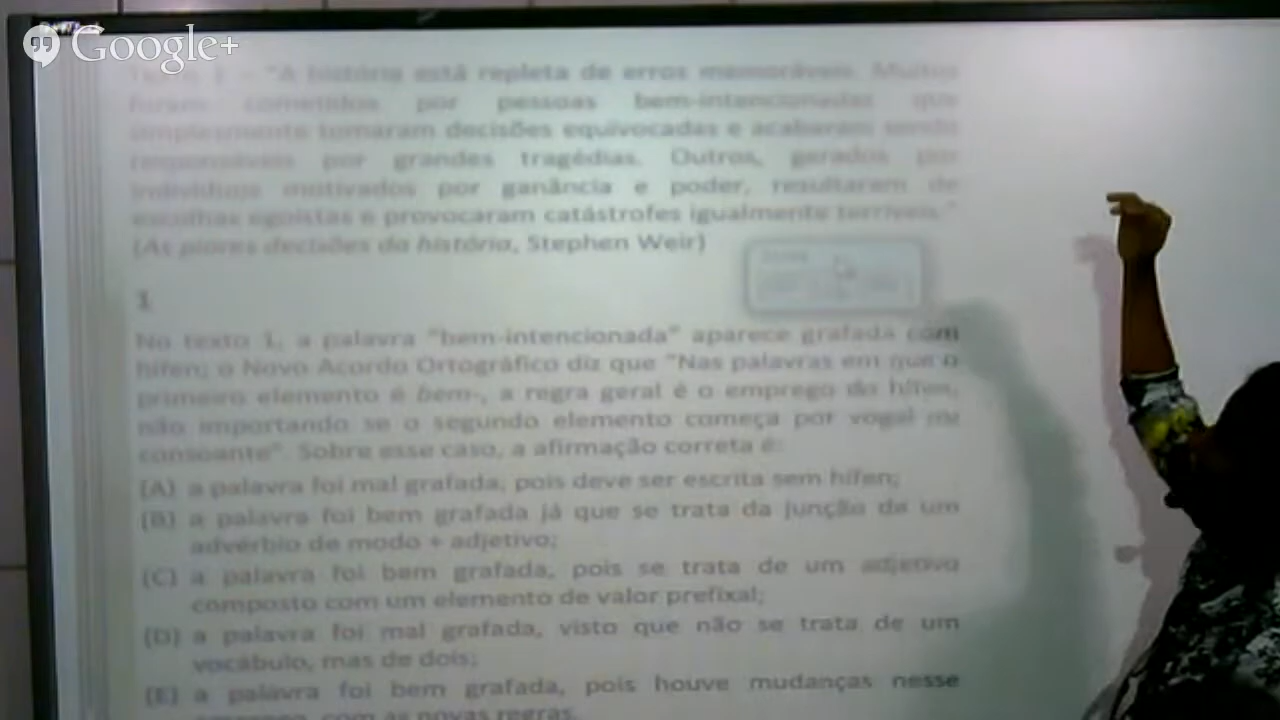 Google+
Texto 1 – "A história está repleta de erros memoráveis. Muitos
foram cometidos por pessoas bem-intencionadas que
simplesmente tomaram decisões equivocadas e acabaram sendo
responsáveis por grandes tragédias. Outros, gerados por
indivíduos motivados por ganância e poder, resultaram de
escolhas egoístas e provocaram catástrofes igualmente terríveis."
(As piores decisões da história, Stephen Weir)
1
No texto 1, a palavra "bem-intencionada" aparece grafada com
hífen; o Novo Acordo Ortográfico diz que "Nas palavras em que o
primeiro elemento é bem-, a regra geral é o emprego do hífen,
não importando se o segundo elemento começa por vogal ou
consoante". Sobre esse caso, a afirmação correta é:
(A) a palavra foi mal grafada, pois deve ser escrita sem hífen;
(B) a palavra foi bem grafada já que se trata da junção de um
advérbio de modo + adjetivo;
(C) a palavra foi bem grafada, pois se trata de um adjetivo
composto com um elemento de valor prefixal;
(D) a palavra foi mal grafada, visto que não se trata de um
vocábulo, mas de dois;
(E) a palavra foi bem grafada, pois houve mudanças nesse
emprego, com as novas regras.